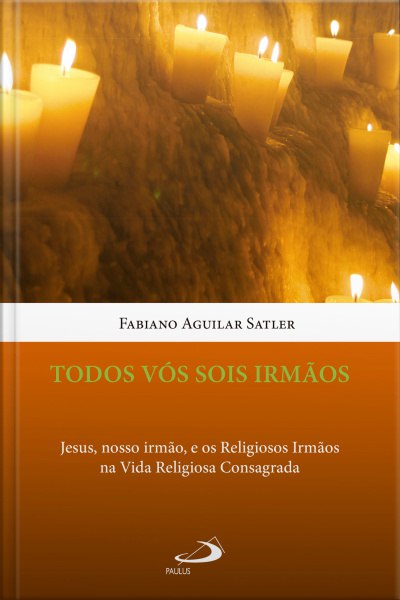 Fabiano Aguilar Satler
TODOS VÓS SOIS IRMÃOS
Jesus, nosso irmão, e os Religiosos Irmãos
na Vida Religiosa Consagrada
PAULUS